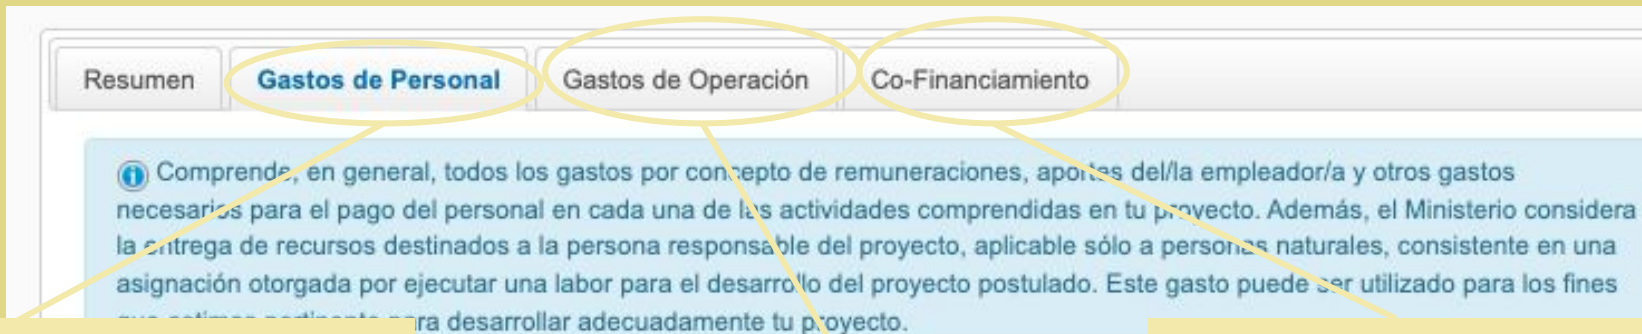 Resumen
Gastos de Personal
Gastos de Operación
Co-Financiamiento
Comprende, en general, todos los gastos por concepto de remuneraciones, aportes del/la empleador/a y otros gastos
necesarios para el pago del personal en cada una de las actividades comprendidas en tu proyecto. Además, el Ministerio considera
la entrega de recursos destinados a la persona responsable del proyecto, aplicable sólo a personas naturales, consistente en una
asignación otorgada por ejecutar una labor para el desarrollo del proyecto postulado. Este gasto puede ser utilizado para los fines
para desarrollar adecuadamente tu proyecto.